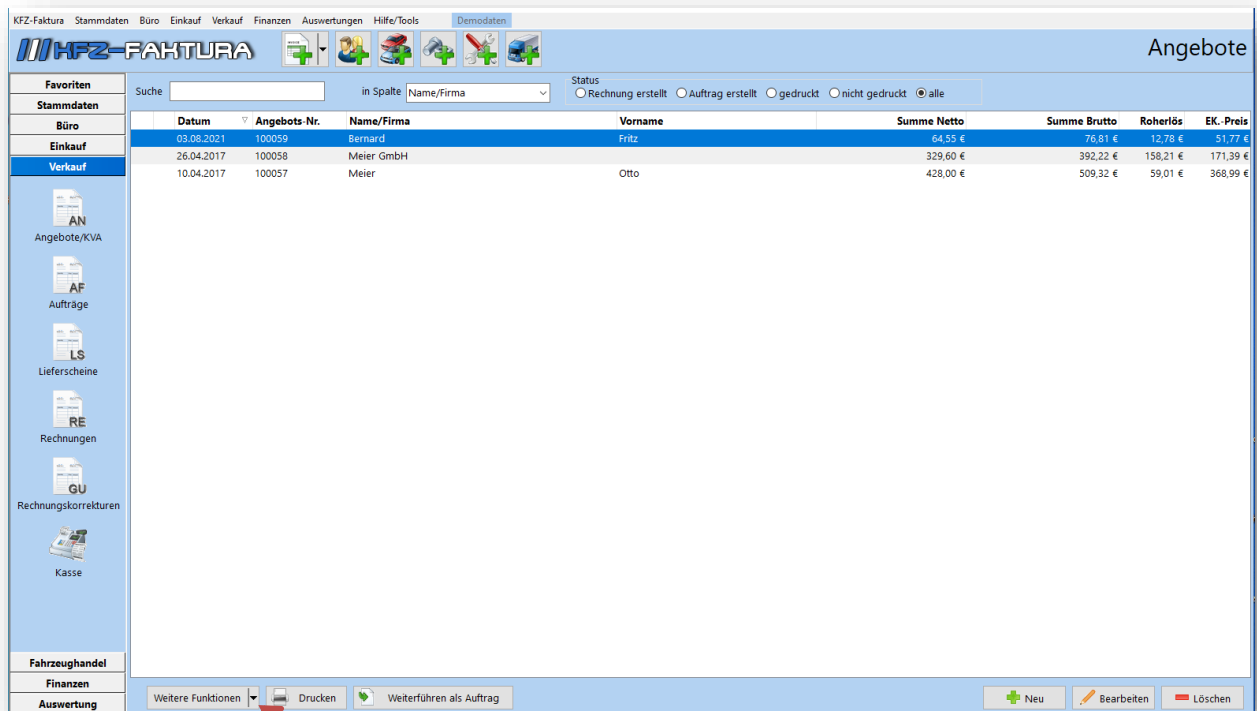 KFZ-Faktura Stammdaten Büro Einkauf Verkauf Finanzen Auswertungen Hilfe/Tools Demodaten
KFZ-FAKTURA
Angebote
Favoriten
Stammdaten
Büro
Einkauf
Verkauf
AN
Angebote/KVA
AF
Aufträge
LS
Lieferscheine
RE
Rechnungen
GU
Rechnungskorrekturen
Kasse
Fahrzeughandel
Finanzen
Auswertung
Suche in Spalte Name/Firma
Status
Rechnung erstellt Auftrag erstellt gedruckt nicht gedruckt alle
Datum Angebots-Nr. Name/Firma Vorname Summe Netto Summe Brutto Roherlös EK.-Preis
03.08.2021 100059 Bernard Fritz 64,55 € 76,81 € 12,78 € 51,77 €
26.04.2017 100058 Meier GmbH 329,60 € 392,22 € 158,21 € 171,39 €
10.04.2017 100057 Meier Otto 428,00 € 509,32 € 59,01 € 368,99 €
Weitere Funktionen Drucken Weiterführen als Auftrag Neu Bearbeiten Löschen